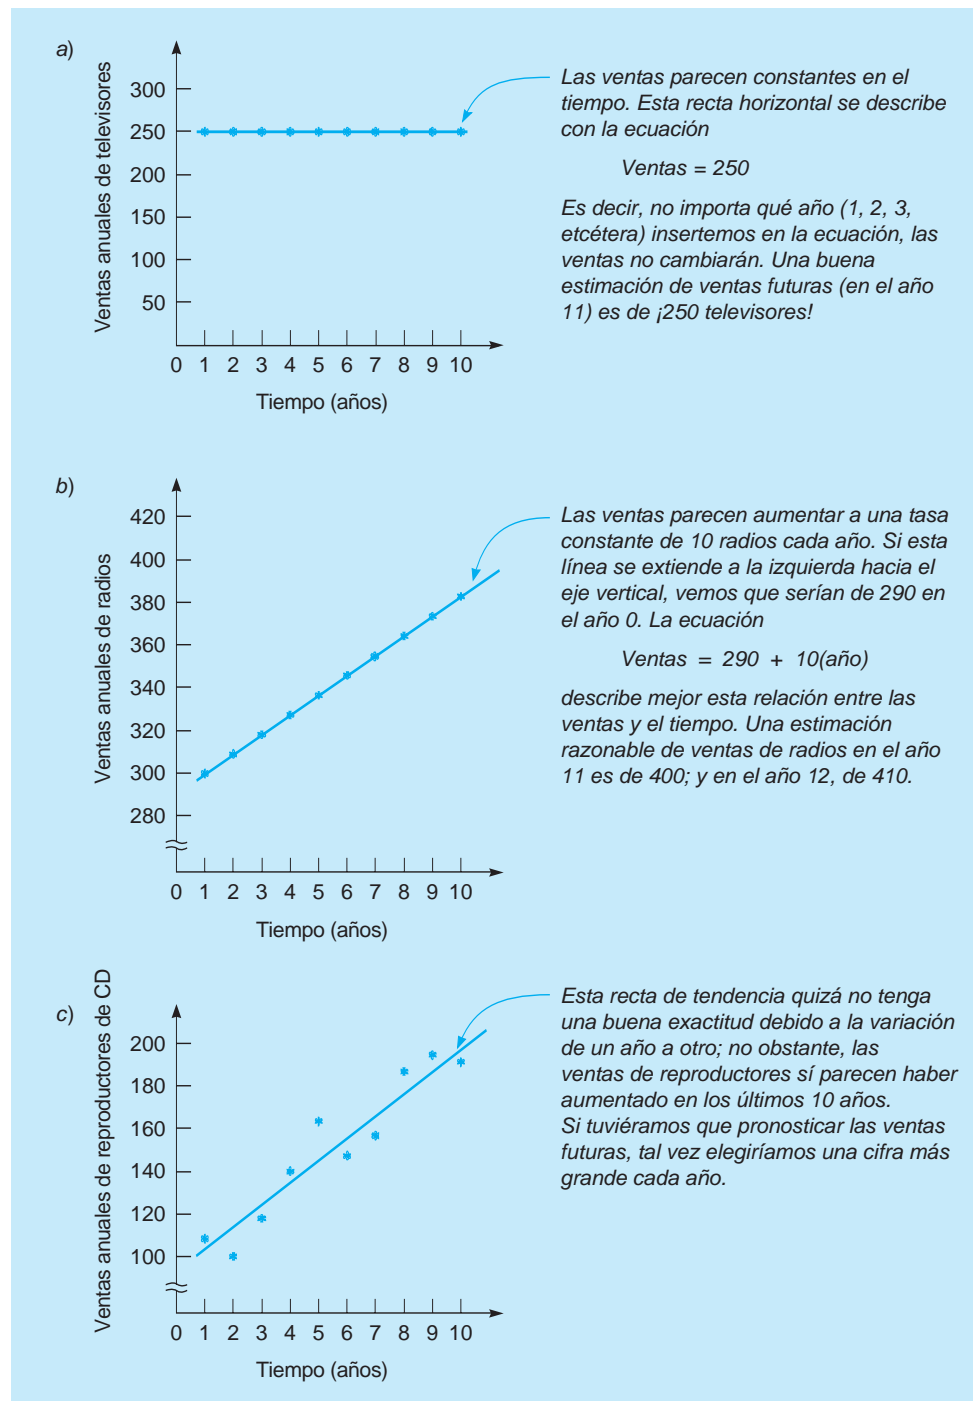 a)
Ventas anuales de televisores
300
250
200
150
100
50
0 1 2 3 4 5 6 7 8 9 10
Tiempo (años)
Las ventas parecen constantes en el
tiempo. Esta recta horizontal se describe
con la ecuación
Ventas = 250
Es decir, no importa qué año (1, 2, 3,
etcétera) insertemos en la ecuación, las
ventas no cambiarán. Una buena
estimación de ventas futuras (en el año
11) es de ¡250 televisores!
b)
Ventas anuales de radios
420
400
380
360
340
320
300
280
0 1 2 3 4 5 6 7 8 9 10
Tiempo (años)
Las ventas parecen aumentar a una tasa
constante de 10 radios cada año. Si esta
línea se extiende a la izquierda hacia el
eje vertical, vemos que serían de 290 en
el año 0. La ecuación
Ventas = 290 + 10(año)
describe mejor esta relación entre las
ventas y el tiempo. Una estimación
razonable de ventas de radios en el año
11 es de 400; y en el año 12, de 410.
c)
Ventas anuales de reproductores de CD
200
180
160
140
120
100
0 1 2 3 4 5 6 7 8 9 10
Tiempo (años)
Esta recta de tendencia quizá no tenga
una buena exactitud debido a la variación
de un año a otro; no obstante, las
ventas de reproductores sí parecen haber
aumentado en los últimos 10 años.
Si tuviéramos que pronosticar las ventas
futuras, tal vez elegiríamos una cifra más
grande cada año.